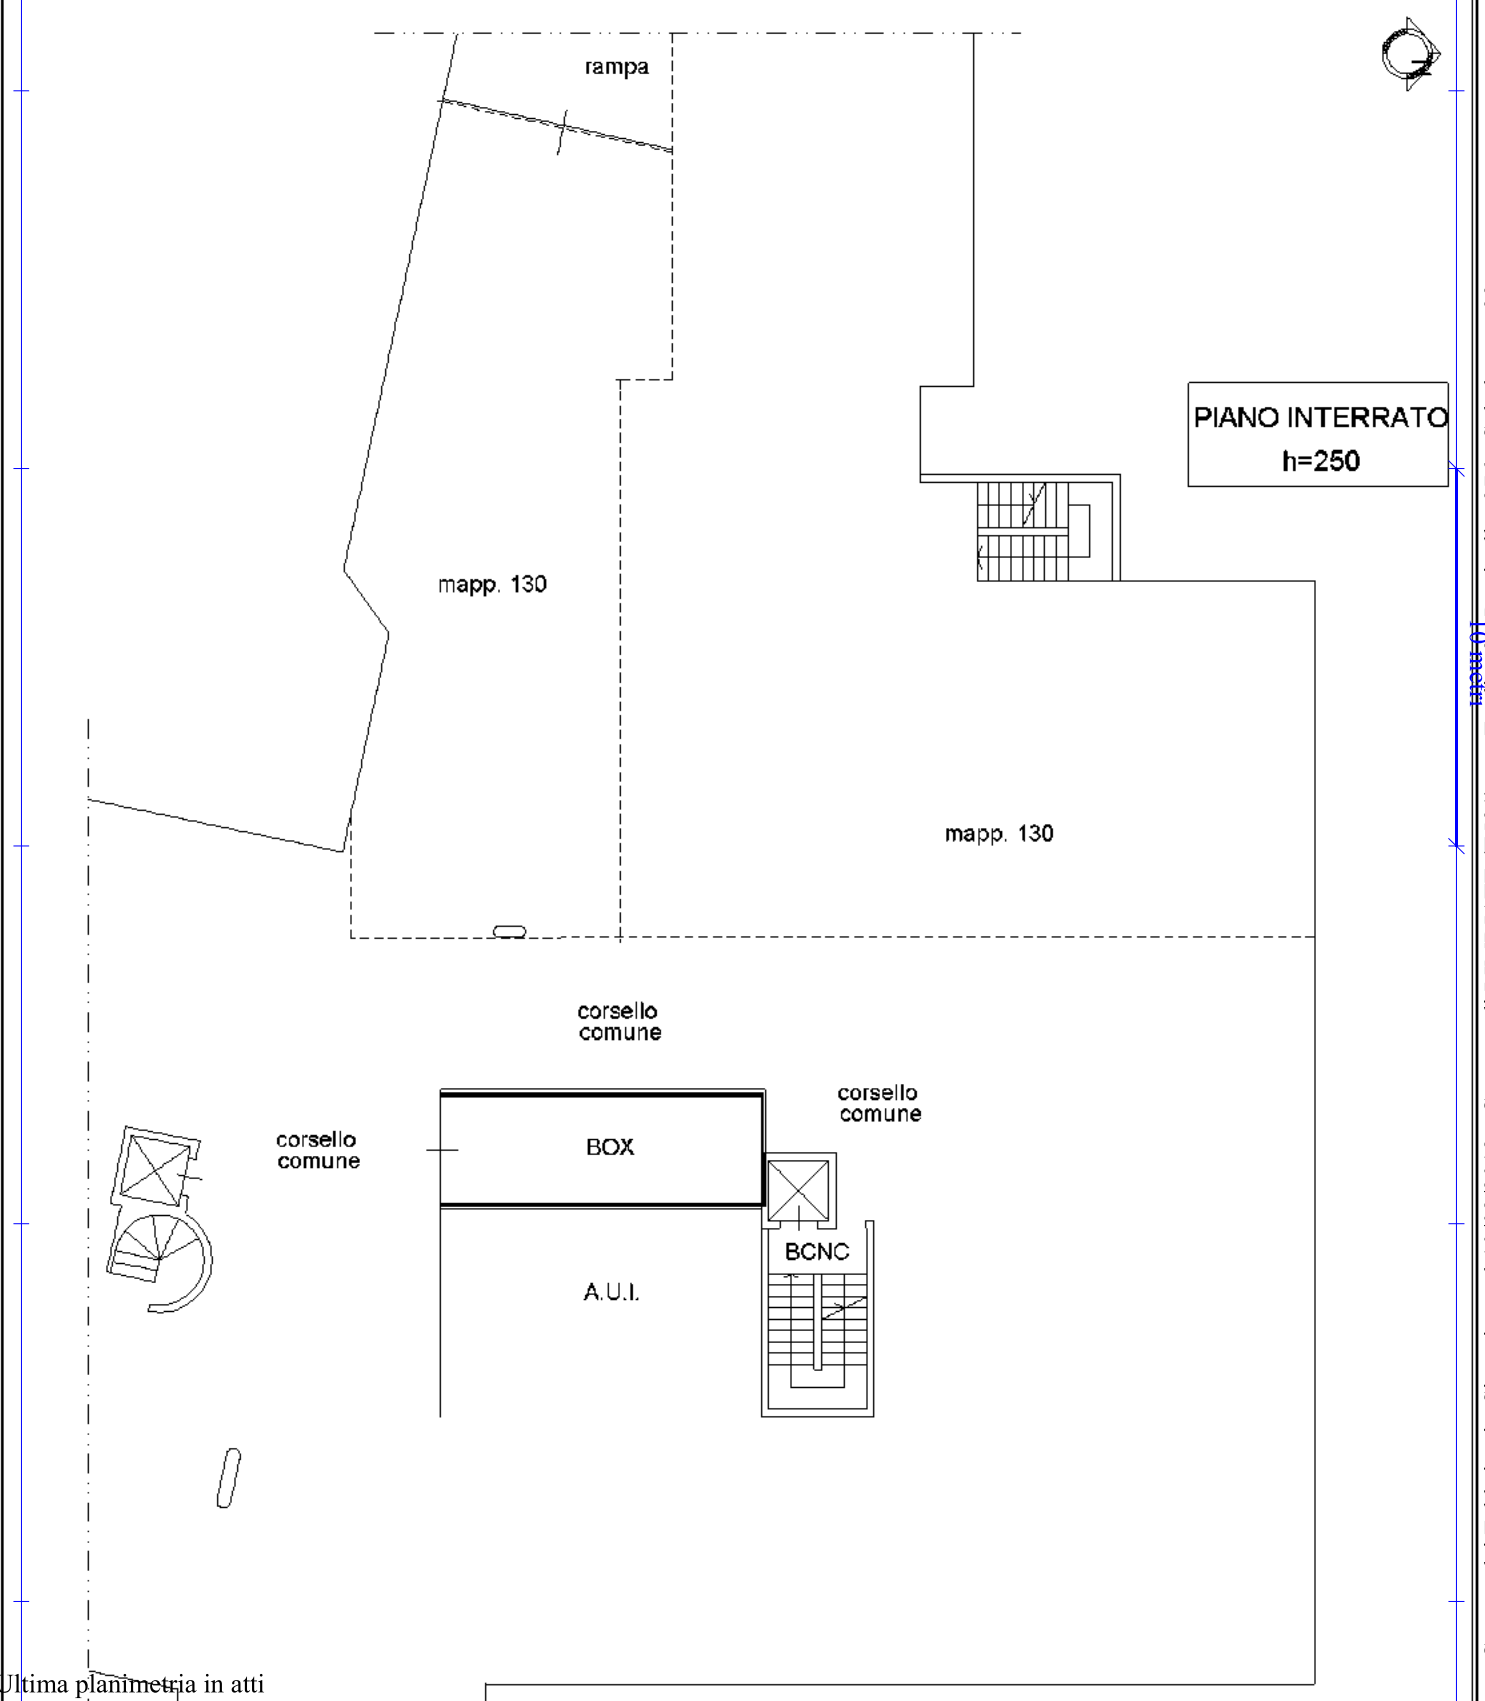 rampa
PIANO INTERRATO
h=250
mapp. 130
10 metri
mapp. 130
corsello
comune
corsello
comune
corsello
comune
BOX
BCNC
A.U.I.
Ultima planimetria in atti